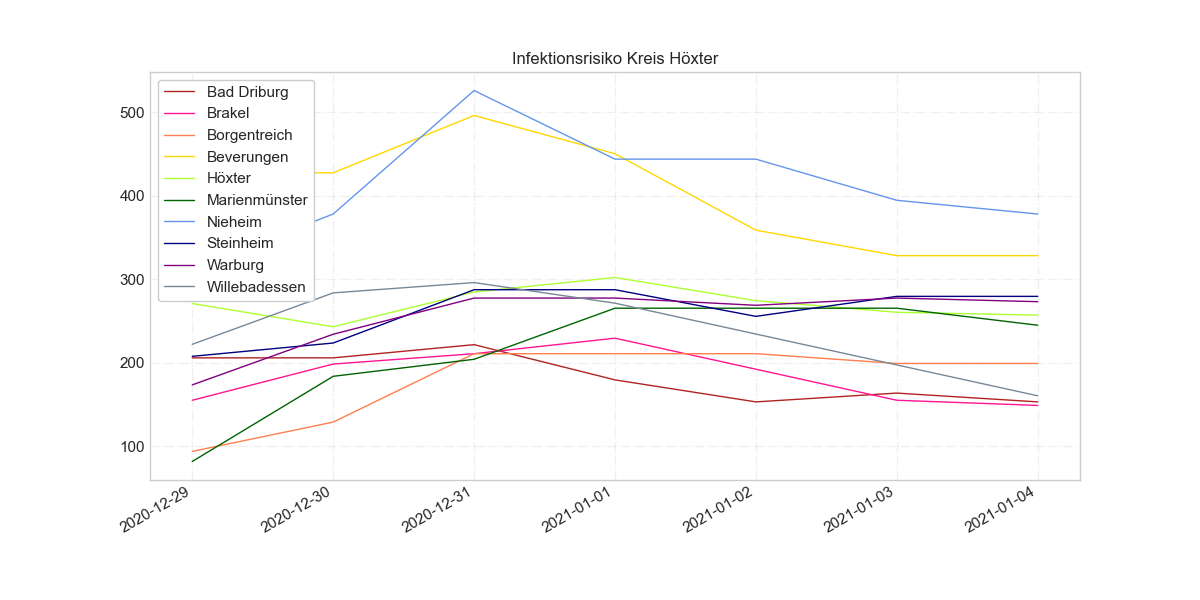 Infektionsrisiko Kreis Höxter
Bad Driburg
Brakel
Borgentreich
Beverungen
Höxter
Marienmünster
Nieheim
Steinheim
Warburg
Willebadessen
500
400
300
200
100
2020-12-29
2020-12-30
2020-12-31
2021-01-01
2021-01-02
2021-01-03
2021-01-04